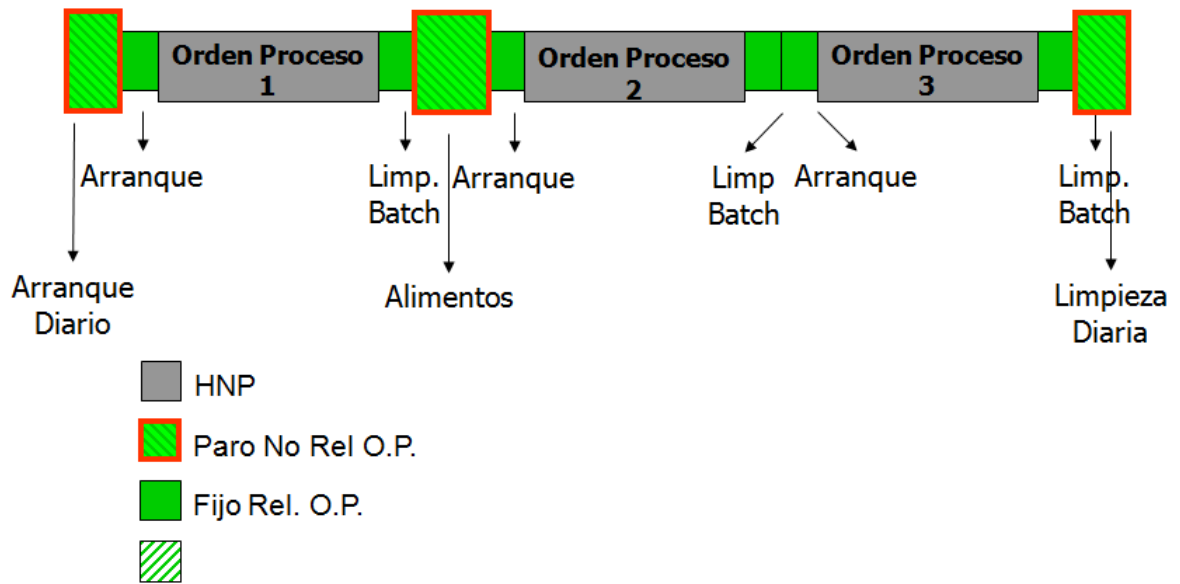 Orden Proceso
1
Orden Proceso
2
Orden Proceso
3
Arranque
Limp.
Batch
Arranque
Limp
Batch
Arranque
Limp.
Batch
Arranque
Diario
Alimentos
Limpieza
Diaria
HNP
Paro No Rel O.P.
Fijo Rel. O.P.